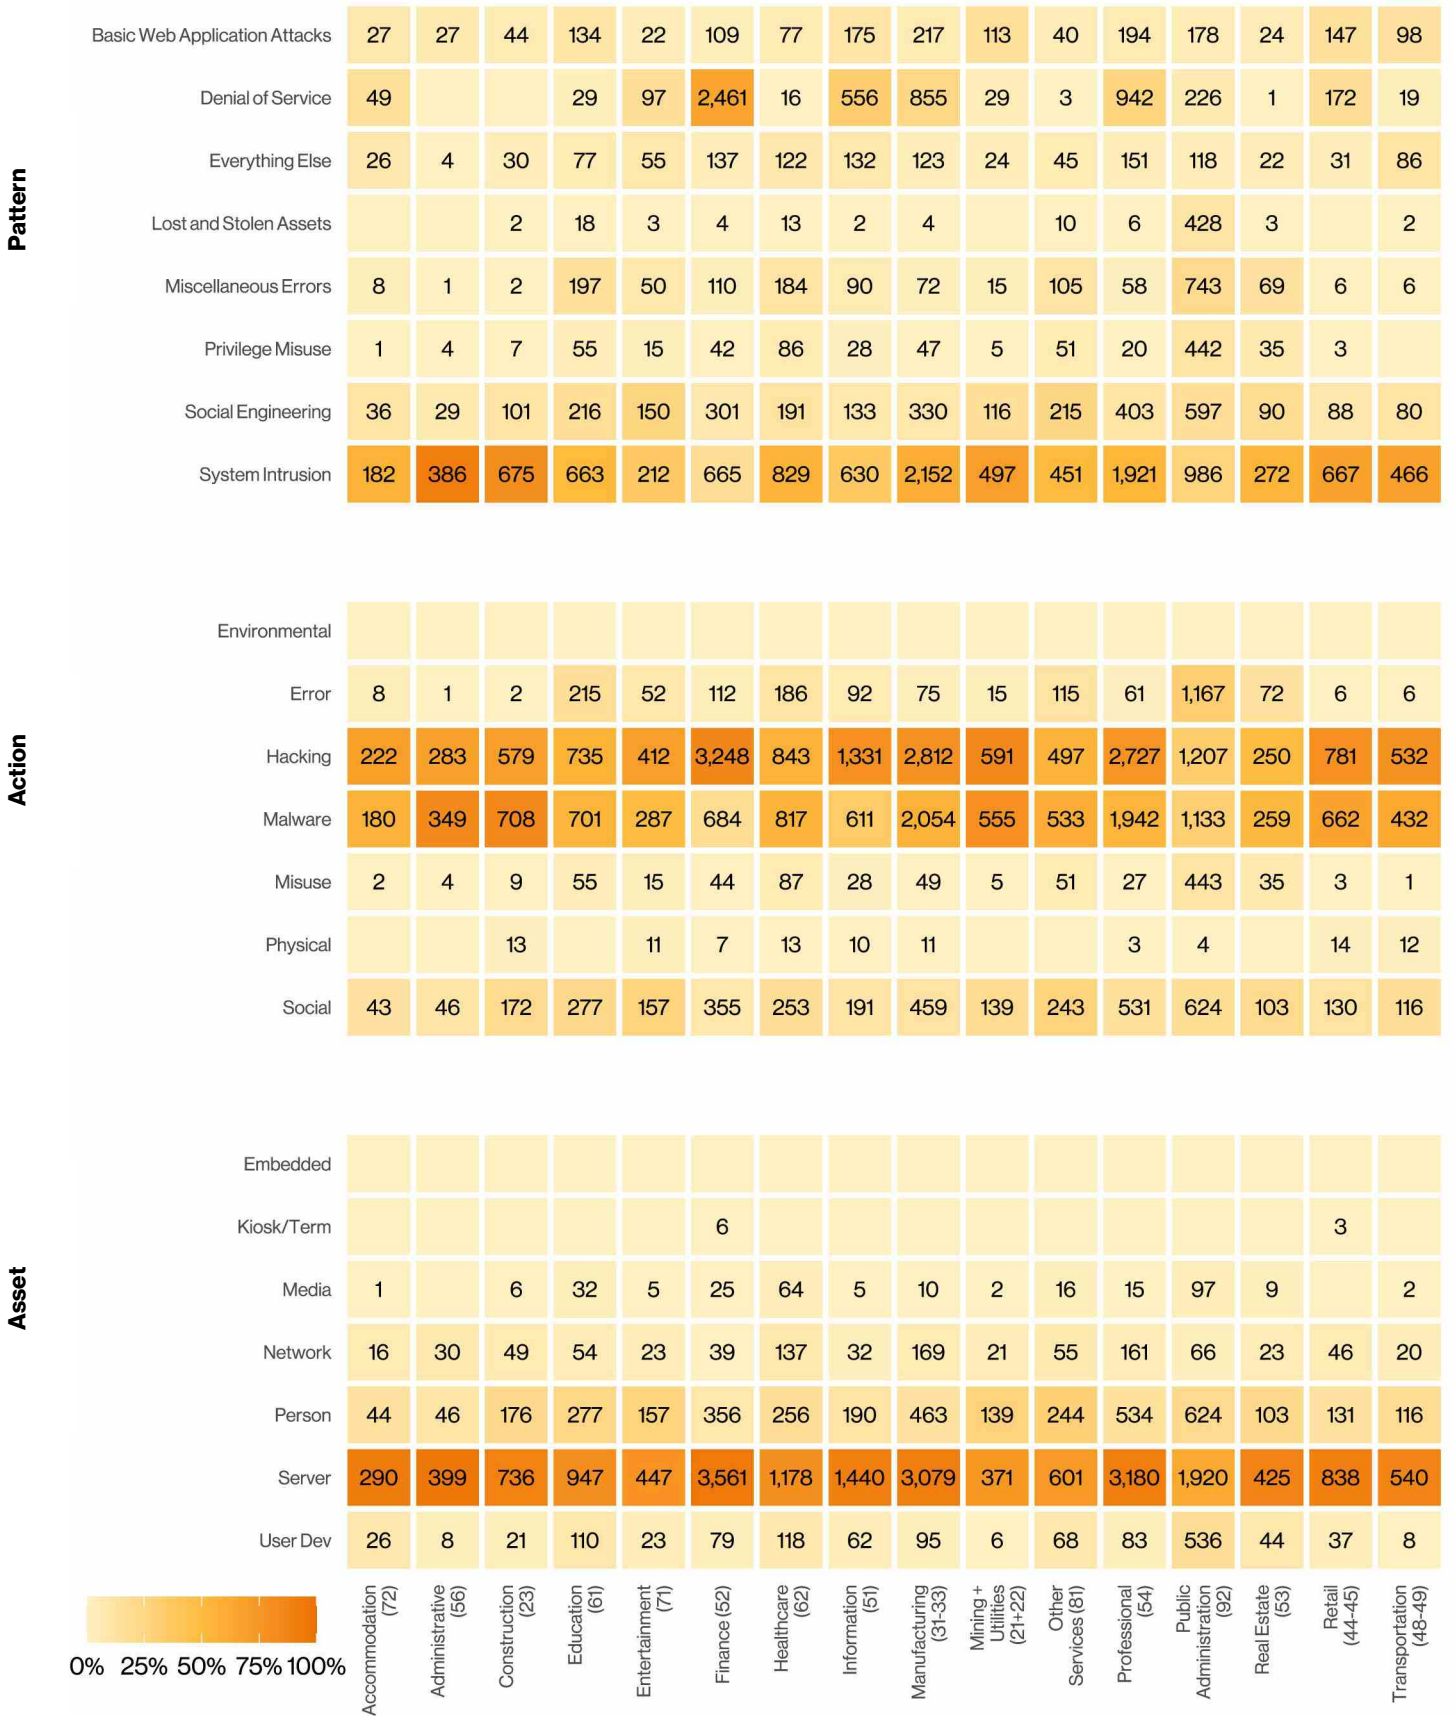 Pattern
Basic Web Application Attacks 27 27 44 134 22 109 77 175 217 113 40 194 178 24 147 98
Denial of Service 49 29 97 2,461 16 556 855 29 3 942 226 1 172 19
Everything Else 26 4 30 77 55 137 122 132 123 24 45 151 118 22 31 86
Lost and Stolen Assets 2 18 3 4 13 2 4 10 6 428 3 2
Miscellaneous Errors 8 1 2 197 50 110 184 90 72 15 105 58 743 69 6 6
Privilege Misuse 1 4 7 55 15 42 86 28 47 5 51 20 442 35 3
Social Engineering 36 29 101 216 150 301 191 133 330 116 215 403 597 90 88 80
System Intrusion 182 386 675 663 212 665 829 630 2,152 497 451 1,921 986 272 667 466
Action
Environmental
Error 8 1 2 215 52 112 186 92 75 15 115 61 1,167 72 6 6
Hacking 222 283 579 735 412 3,248 843 1,331 2,812 591 497 2,727 1,207 250 781 532
Malware 180 349 708 701 287 684 817 611 2,054 555 533 1,942 1,133 259 662 432
Misuse 2 4 9 55 15 44 87 28 49 5 51 27 443 35 3 1
Physical 13 11 7 13 10 11 3 4 14 12
Social 43 46 172 277 157 355 253 191 459 139 243 531 624 103 130 116
Asset
Embedded
Kiosk/Term 6 3
Media 1 6 32 5 25 64 5 10 2 16 15 97 9 2
Network 16 30 49 54 23 39 137 32 169 21 55 161 66 23 46 20
Person 44 46 176 277 157 356 256 190 463 139 244 534 624 103 131 116
Server 290 399 736 947 447 3,561 1,178 1,440 3,079 371 601 3,180 1,920 425 838 540
User Dev 26 8 21 110 23 79 118 62 95 6 68 83 536 44 37 8
0% 25% 50% 75% 100%
Accommodation
(72)
Administrative
(56)
Construction
(23)
Education
(61)
Entertainment
(71)
Finance (52)
Healthcare
(62)
Information
(51)
Manufacturing
(31-33)
Mining +
Utilities
(21+22)
Other
Services (81)
Professional
(54)
Public
Administration
(92)
Real Estate
(53)
Retail
(44-45)
Transportation
(48-49)